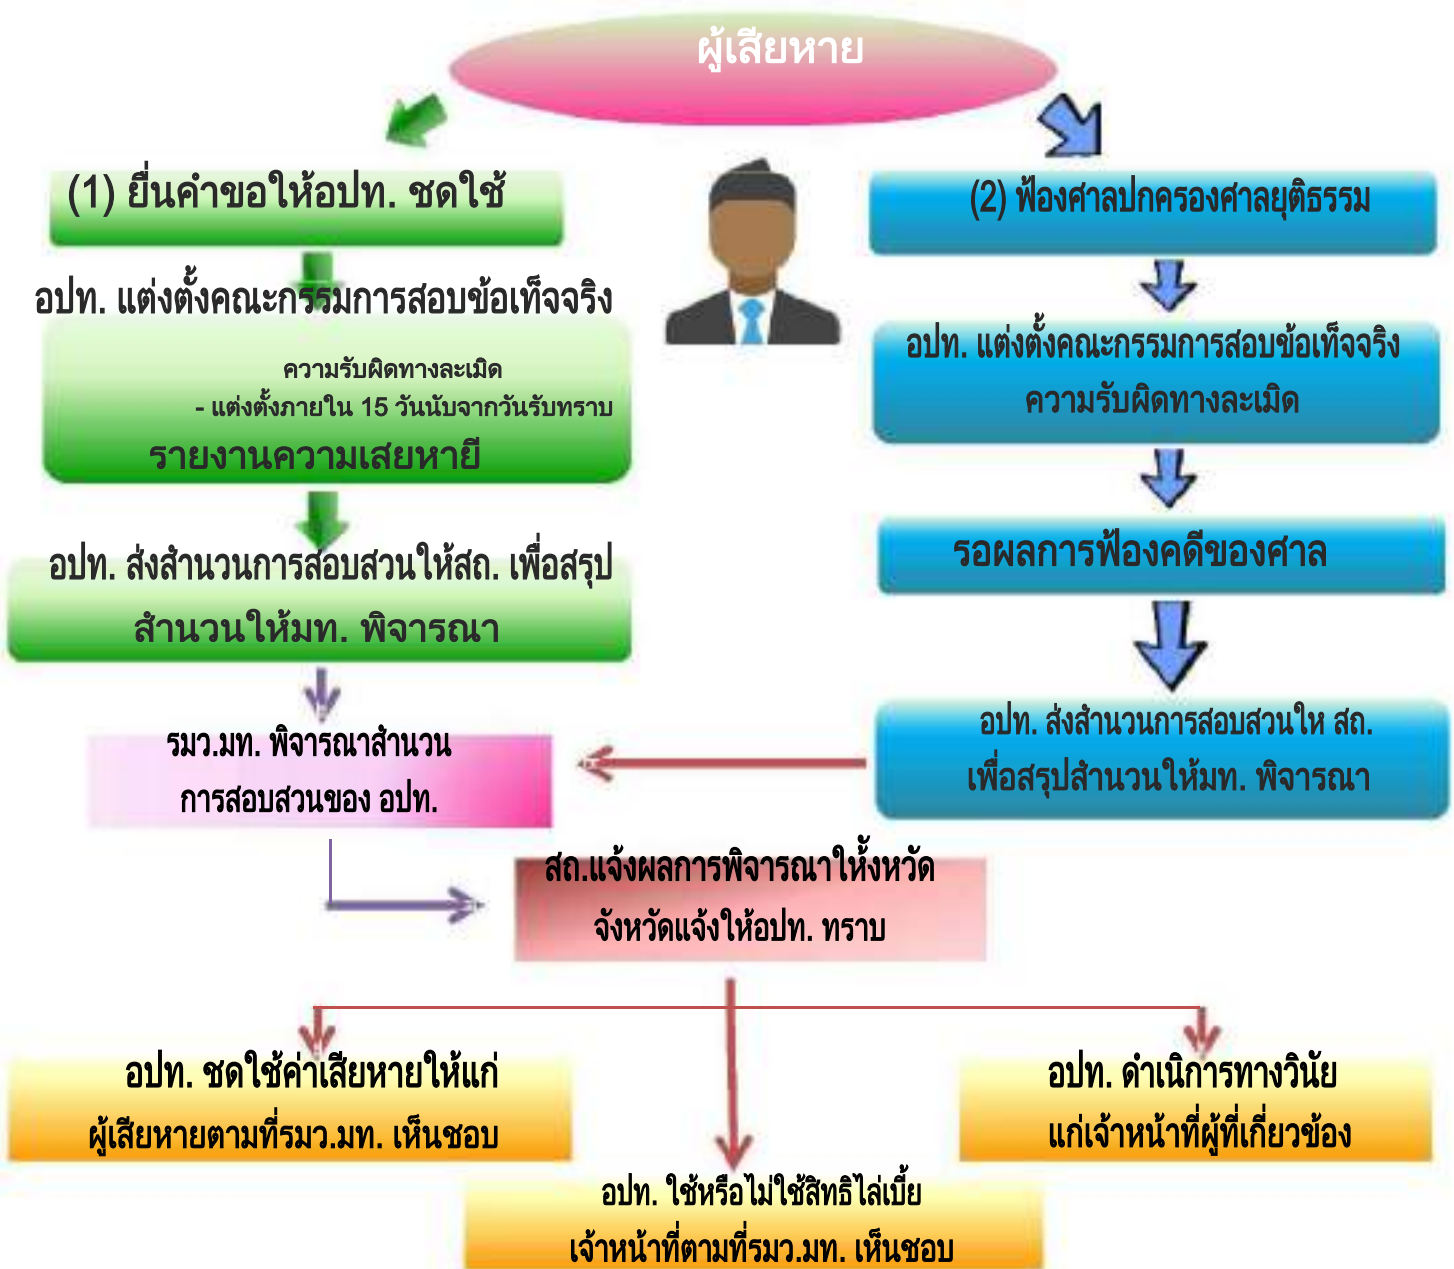 ผู้เสียหาย
(1) ยื่นคำขอให้อปท. ชดใช้
อปท. แต่งตั้งคณะกรรมการสอบข้อเท็จจริง
ความรับผิดทางละเมิด
- แต่งตั้งภายใน 15 วันนับจากวันรับทราบ
รายงานความเสยหายี
อปท. ส่งสำนวนการสอบสวนให้สถ. เพื่อสรุป
สำนวนให้มท. พิจารณา
(2) ฟ้องศาลปกครองศาลยุติธรรม
อปท. แต่งตั้งคณะกรรมการสอบข้อเท็จจริง
ความรับผิดทางละเมิด
รอผลการฟ้องคดีของศาล
อปท. ส่งสำนวนการสอบสวนให สถ.
เพื่อสรุปสำนวนให้มท. พิจารณา
รมว.มท. พิจารณาสำนวน
การสอบสวนของ อปท.
สถ.แจ้งผลการพิจารณาให้ังหวัด
จังหวัดแจ้งให้อปท. ทราบ
อปท. ชดใช้ค่าเสียหายให้แก่
ผู้เสียหายตามที่รมว.มท. เห็นชอบ
อปท. ใช้หรือไม่ใช้สิทธิไล่เบี้ย
เจ้าหน้าที่ตามที่รมว.มท. เห็นชอบ
อปท. ดำเนิการทางวินัย
แก่เจ้าหน้าที่ผู้ที่เกี่ยวข้อง